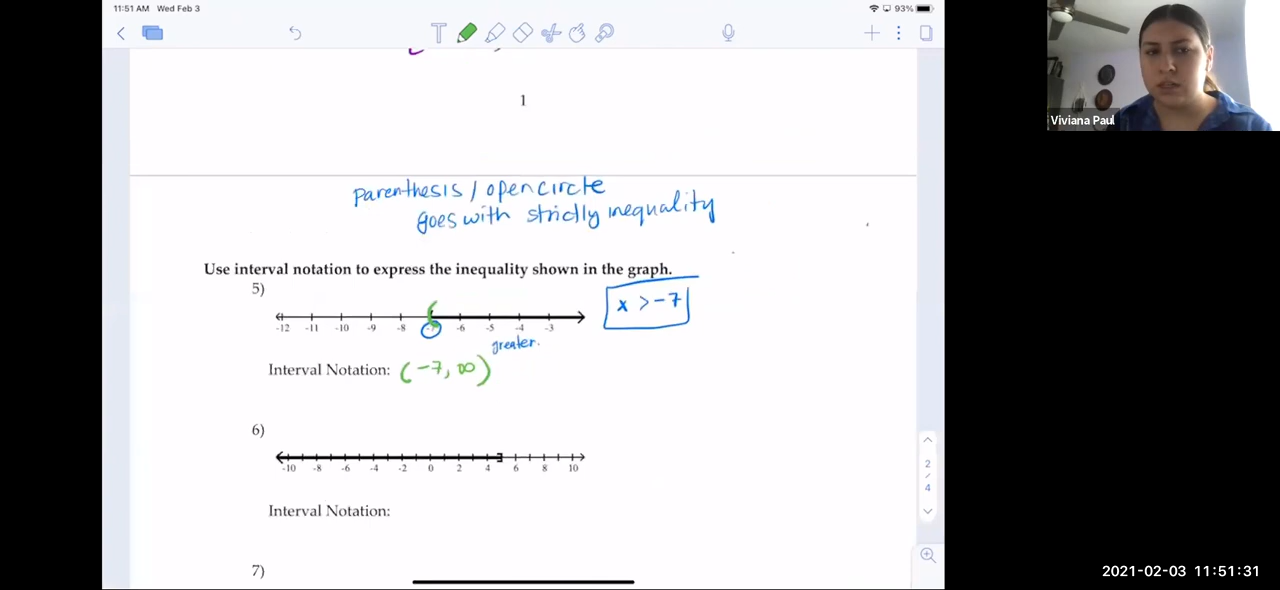 11:51 AM Wed Feb 3
93%
T
1
parenthesis / open circle
goes with strictly inequality
Use interval notation to express the inequality shown in the graph.
5)
x > -7
-12 -11 -10 -9 -8 -7 -6 -5 -4 -3
greater.
Interval Notation: (-7, ∞)
6)
-10 -8 -6 -4 -2 0 2 4 6 8 10
Interval Notation:
7)
2
/
4
Viviana Paul
2021-02-03 11:51:31